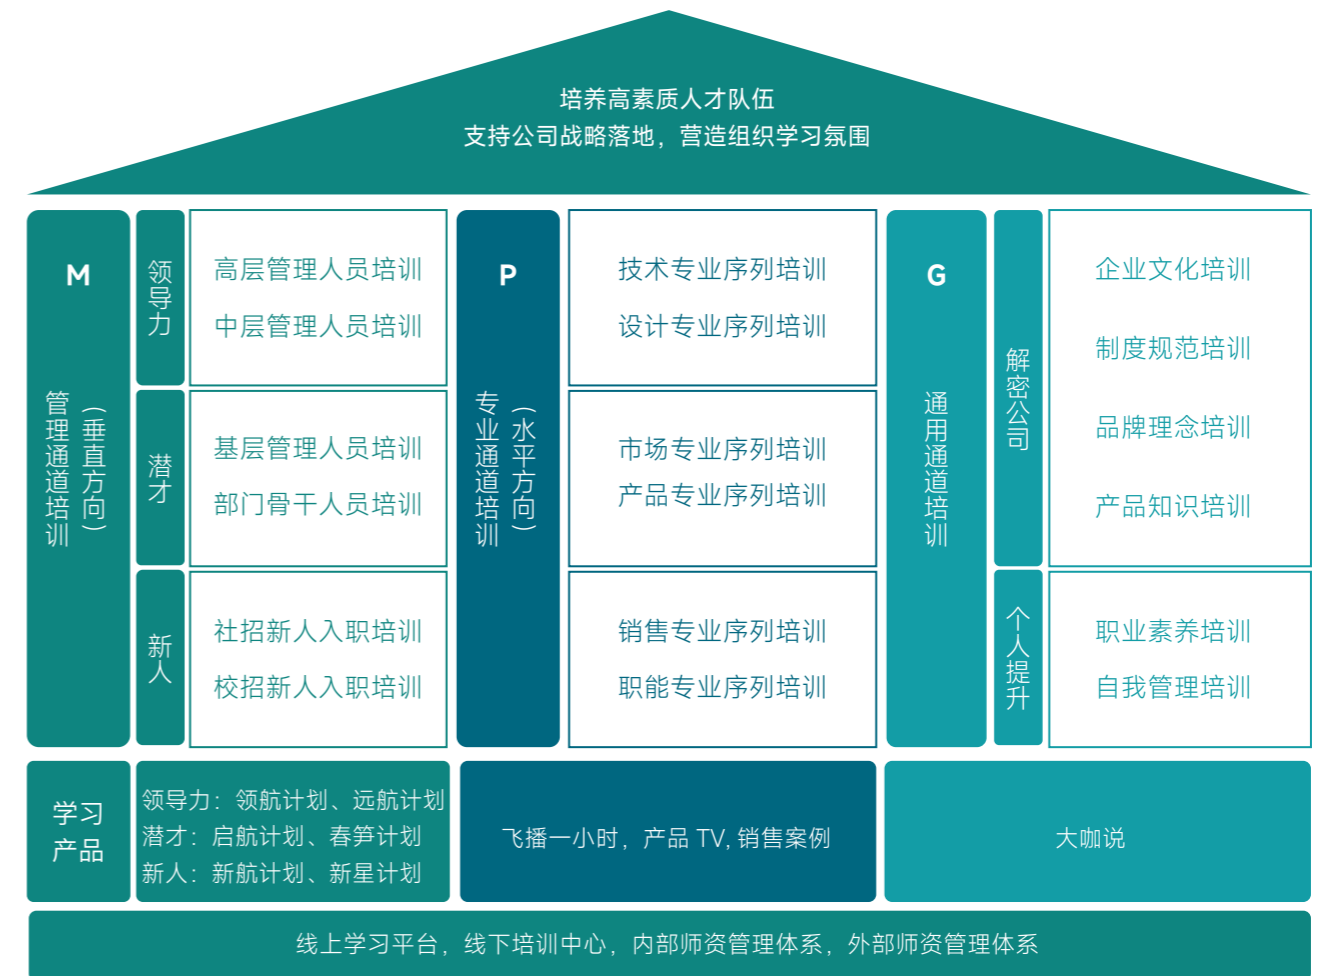 培养高素质人才队伍
支持公司战略落地，营造组织学习氛围
M
管理通道培训
（垂直方向）
领导力
高层管理人员培训
中层管理人员培训
潜才
基层管理人员培训
部门骨干人员培训
新人
社招新人入职培训
校招新人入职培训
P
专业通道培训
（水平方向）
技术专业序列培训
设计专业序列培训
市场专业序列培训
产品专业序列培训
销售专业序列培训
职能专业序列培训
G
通用通道培训
解密公司
企业文化培训
制度规范培训
品牌理念培训
产品知识培训
个人提升
职业素养培训
自我管理培训
学习
产品
领导力：领航计划、远航计划
潜才：启航计划、春笋计划
新人：新航计划、新星计划
飞播一小时，产品 TV, 销售案例
大咖说
线上学习平台，线下培训中心，内部师资管理体系，外部师资管理体系